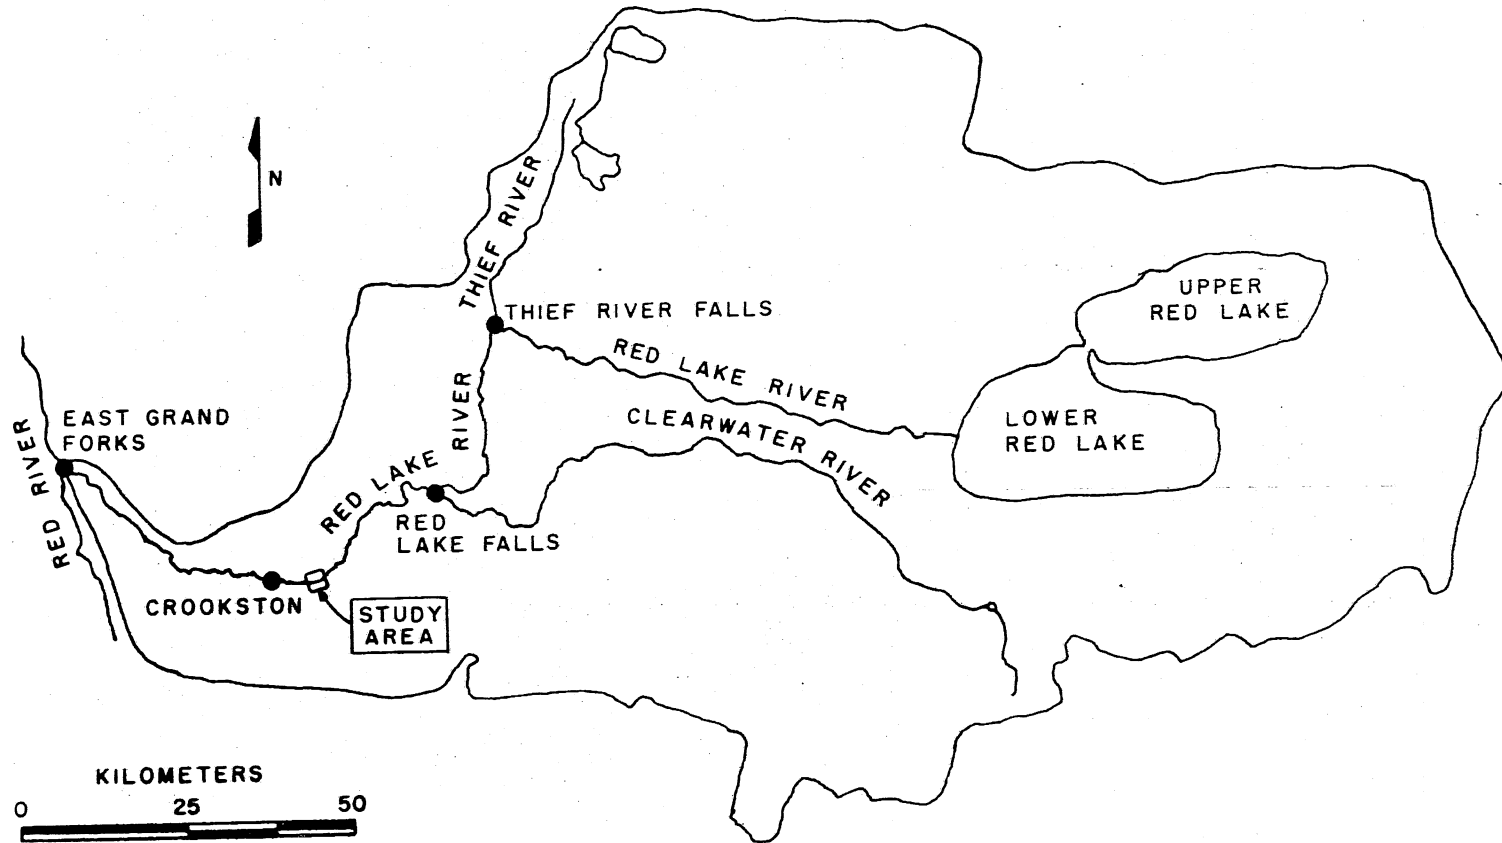 N
THIEF RIVER
THIEF RIVER FALLS
UPPER
RED LAKE
RED LAKE RIVER
CLEARWATER RIVER
LOWER
RED LAKE
EAST GRAND
FORKS
RED RIVER
RED LAKE RIVER
RED
LAKE FALLS
CROOKSTON
STUDY
AREA
KILOMETERS
0 25 50